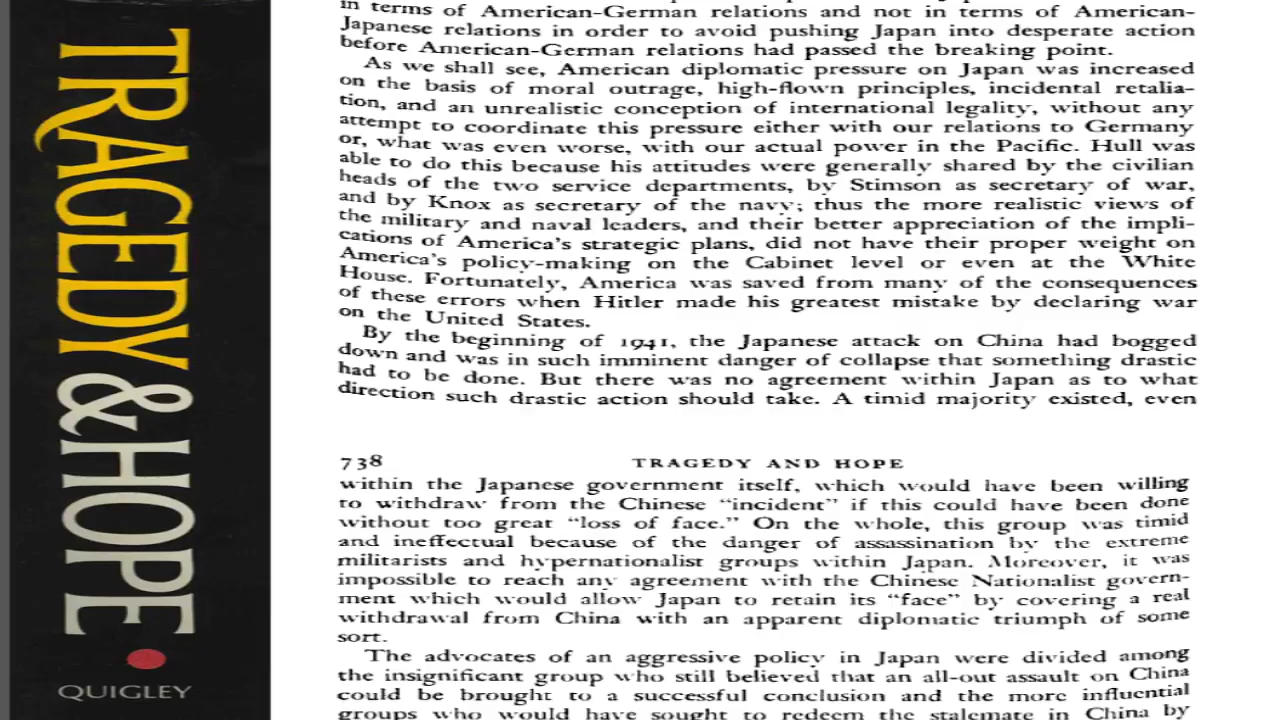 TRAGEDY & HOPE
QUIGLEY
in terms of American-German relations and not in terms of American-
Japanese relations in order to avoid pushing Japan into desperate action
before American-German relations had passed the breaking point.
As we shall see, American diplomatic pressure on Japan was increased
on the basis of moral outrage, high-flown principles, incidental retalia-
tion, and an unrealistic conception of international legality, without any
attempt to coordinate this pressure either with our relations to Germany
or, what was even worse, with our actual power in the Pacific. Hull was
able to do this because his attitudes were generally shared by the civilian
heads of the two service departments, by Stimson as secretary of war,
and by Knox as secretary of the navy; thus the more realistic views of
the military and naval leaders, and their better appreciation of the impli-
cations of America's strategic plans, did not have their proper weight on
America's policy-making on the Cabinet level or even at the White
House. Fortunately, America was saved from many of the consequences
of these errors when Hitler made his greatest mistake by declaring war
on the United States.
By the beginning of 1941, the Japanese attack on China had bogged
down and was in such imminent danger of collapse that something drastic
had to be done. But there was no agreement within Japan as to what
direction such drastic action should take. A timid majority existed, even
738 TRAGEDY AND HOPE
within the Japanese government itself, which would have been willing
to withdraw from the Chinese "incident" if this could have been done
without too great "loss of face." On the whole, this group was timid
and ineffectual because of the danger of assassination by the extreme
militarists and hypernationalist groups within Japan. Moreover, it was
impossible to reach any agreement with the Chinese Nationalist govern-
ment which would allow Japan to retain its "face" by covering a real
withdrawal from China with an apparent diplomatic triumph of some
sort.
The advocates of an aggressive policy in Japan were divided among
the insignificant group who still believed that an all-out assault on China
could be brought to a successful conclusion and the more influential
groups who would have sought to redeem the stalemate in China by